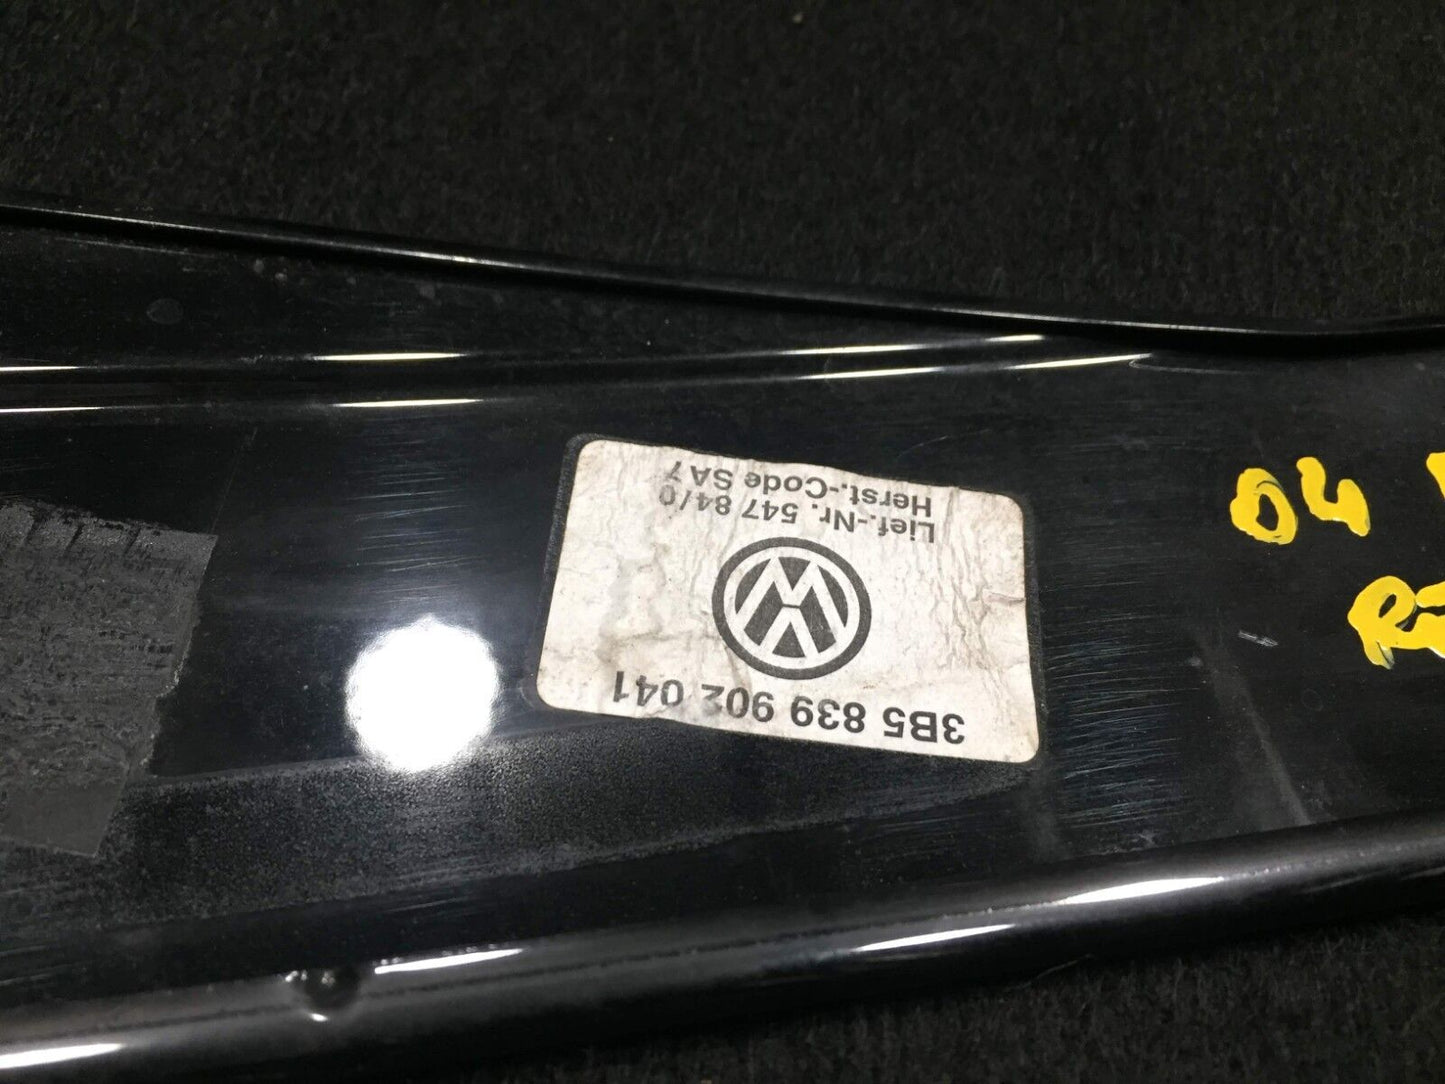 3B5 839 902 041
Lief.-Nr. 547 84/0
Herst.-Code SA7
04